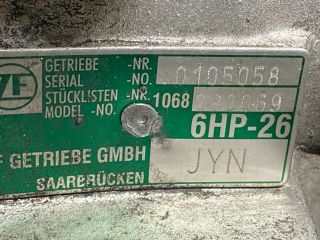 ZF
GETRIEBE -NR.
SERIAL -NO. 0105058
STÜCKLISTEN -NR. 1068
MODEL -NO.
6HP-26
F GETRIEBE GMBH JYN
SAARBRÜCKEN